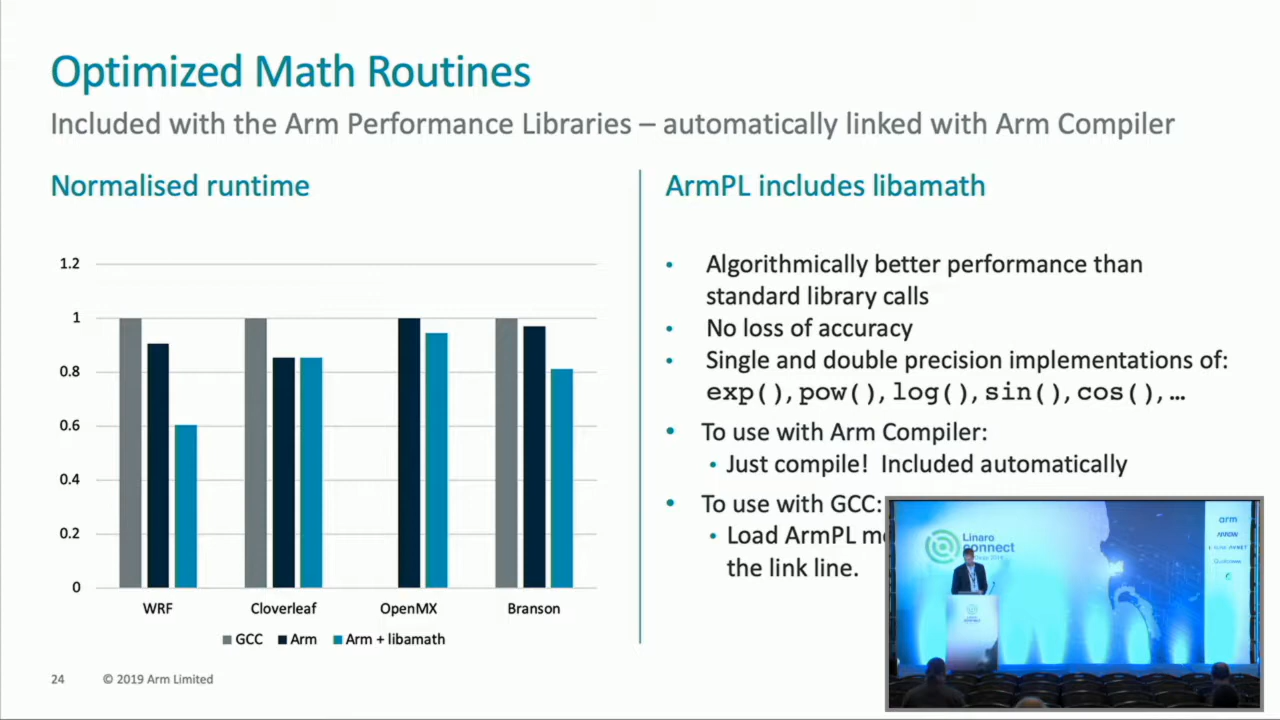 Optimized Math Routines
Included with the Arm Performance Libraries – automatically linked with Arm Compiler
Normalised runtime
1.2
1
0.8
0.6
0.4
0.2
0
WRF
Cloverleaf
OpenMX
Branson
GCC
Arm
Arm + libamath
ArmPL includes libamath
• Algorithmically better performance than
standard library calls
• No loss of accuracy
• Single and double precision implementations of:
exp(), pow(), log(), sin(), cos(), …
• To use with Arm Compiler:
• Just compile! Included automatically
• To use with GCC:
• Load ArmPL
the link line.
Linaro
connect
arm
ARROW
Qualcomm
24
© 2019 Arm Limited